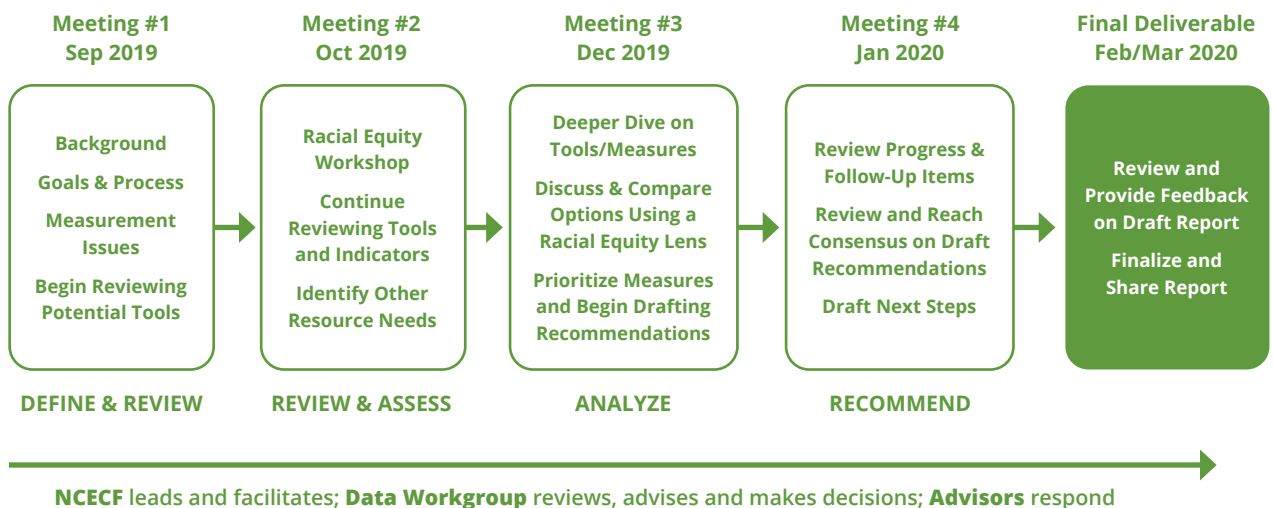 Meeting #1
Sep 2019
Background
Goals & Process
Measurement
Issues
Begin Reviewing
Potential Tools
DEFINE & REVIEW
Meeting #2
Oct 2019
Racial Equity
Workshop
Continue
Reviewing Tools
and Indicators
Identify Other
Resource Needs
REVIEW & ASSESS
Meeting #3
Dec 2019
Deeper Dive on
Tools/Measures
Discuss & Compare
Options Using a
Racial Equity Lens
Prioritize Measures
and Begin Drafting
Recommendations
ANALYZE
Meeting #4
Jan 2020
Review Progress &
Follow-Up Items
Review and Reach
Consensus on Draft
Recommendations
Draft Next Steps
RECOMMEND
Final Deliverable
Feb/Mar 2020
Review and
Provide Feedback
on Draft Report
Finalize and
Share Report
NCECF leads and facilitates; Data Workgroup reviews, advises and makes decisions; Advisors respond